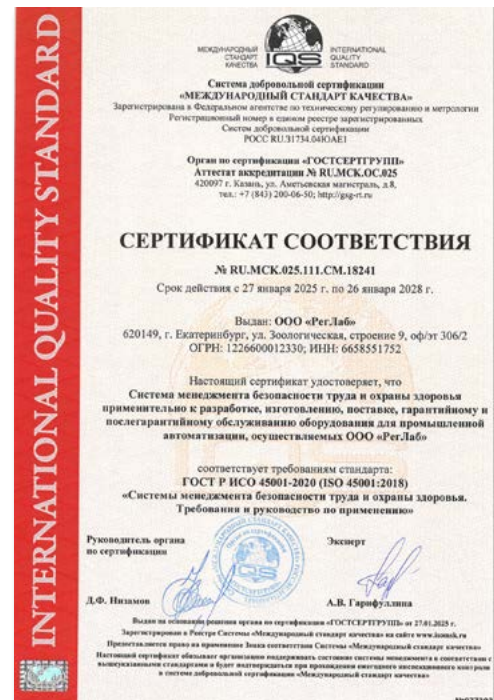 INTERNATIONAL QUALITY STANDARD
МЕЖДУНАРОДНЫЙ
СТАНДАРТ
КАЧЕСТВА
IQS
INTERNATIONAL
QUALITY
STANDARD
Система добровольной сертификации
«МЕЖДУНАРОДНЫЙ СТАНДАРТ КАЧЕСТВА»
Зарегистрирована в Федеральном агентстве по техническому регулированию и метрологии
Регистрационный номер в едином реестре зарегистрированных
Систем добровольной сертификации
РОСС RU.31734.04ЮАЕ1
Орган по сертификации «ГОСТСЕРТГРУПП»
Аттестат аккредитации № RU.МСК.ОС.025
420097 г. Казань, ул. Аметьевская магистраль, д.8,
тел.: +7 (843) 200-06-50; http://gsg-rt.ru
СЕРТИФИКАТ СООТВЕТСТВИЯ
№ RU.МСК.025.111.СМ.18241
Срок действия с 27 января 2025 г. по 26 января 2028 г.
Выдан: ООО «РегЛаб»
620149, г. Екатеринбург, ул. Зоологическая, строение 9, оф/эт 306/2
ОГРН: 1226600012330; ИНН: 6658551752
Настоящий сертификат удостоверяет, что
Система менеджмента безопасности труда и охраны здоровья
применительно к разработке, изготовлению, поставке, гарантийному и
послегарантийному обслуживанию оборудования для промышленной
автоматизации, осуществляемых ООО «РегЛаб»
соответствует требованиям стандарта:
ГОСТ Р ИСО 45001-2020 (ISO 45001:2018)
«Системы менеджмента безопасности труда и охраны здоровья.
Требования и руководство по применению»
Руководитель органа
по сертификации
Эксперт
IQS
Д.Ф. Низамов
А.В. Гарифуллина
Выдан на основании решения органа по сертификации «ГОСТСЕРТГРУПП» от 27.01.2025 г.
Зарегистрирован в Реестре Системы «Международный стандарт качества» на сайте
Предоставляется право на применение Знака соответствия Системы «Международный стандарт качества»
Настоящий сертификат обязывает организацию поддерживать состояние системы менеджмента в соответствии с
вышеуказанными стандартами и будет подтверждаться при прохождении ежегодного инспекционного контроля
в системе добровольной сертификации «Международный стандарт качества»